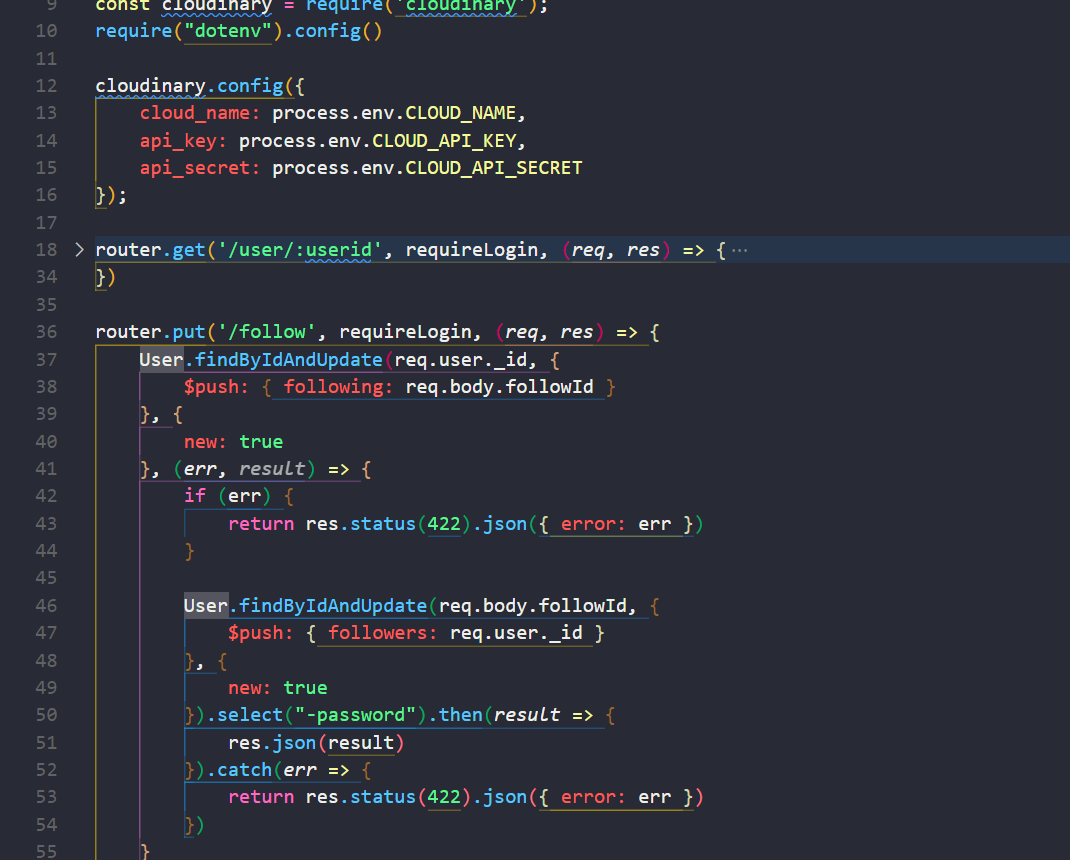 9 const cloudinary = require('cloudinary');
10 require("dotenv").config()
11
12 cloudinary.config({
13     cloud_name: process.env.CLOUD_NAME,
14     api_key: process.env.CLOUD_API_KEY,
15     api_secret: process.env.CLOUD_API_SECRET
16 });
17
18 router.get('/user/:userid', requireLogin, (req, res) => { ···
34 })
35
36 router.put('/follow', requireLogin, (req, res) => {
37     User.findByIdAndUpdate(req.user._id, {
38         $push: { following: req.body.followId }
39     }, {
40         new: true
41     }, (err, result) => {
42         if (err) {
43             return res.status(422).json({ error: err })
44         }
45
46         User.findByIdAndUpdate(req.body.followId, {
47             $push: { followers: req.user._id }
48         }, {
49             new: true
50         }).select("-password").then(result => {
51             res.json(result)
52         }).catch(err => {
53             return res.status(422).json({ error: err })
54         })
55     }